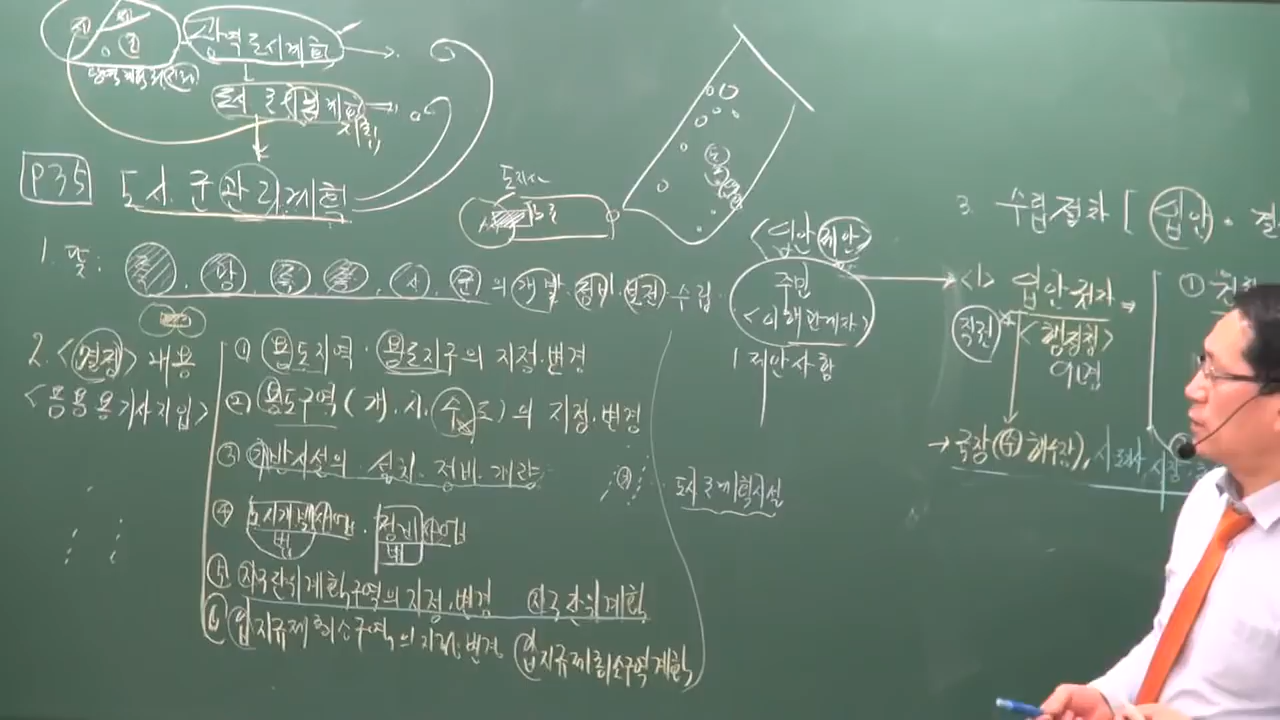 광역도시계획
도시·군기본계획
P35 도시·군관리계획
도지사
1. 뜻: 특, 광, 특, 특, 시, 군의 개발·정비·보전 수립
<입안 제안>
주민
<이해관계자>
제안사항
2. <결정> 내용
<용용용기사지입>
① 용도지역·용도지구의 지정·변경
② 용도구역(개, 시, 수, 도)의 지정·변경
③ 기반시설의 설치·정비·개량
도시·군계획시설
④ 도시개발사업·정비사업
법 법
⑤ 지구단위계획구역의 지정·변경 지구단위계획
⑥ 입지규제최소구역의 지정·변경 입지규제최소구역계획
3. 수립절차 [ 입안·결
<1> 입안권자
직권
<행정청>
→ 국장(수 해수장),
①